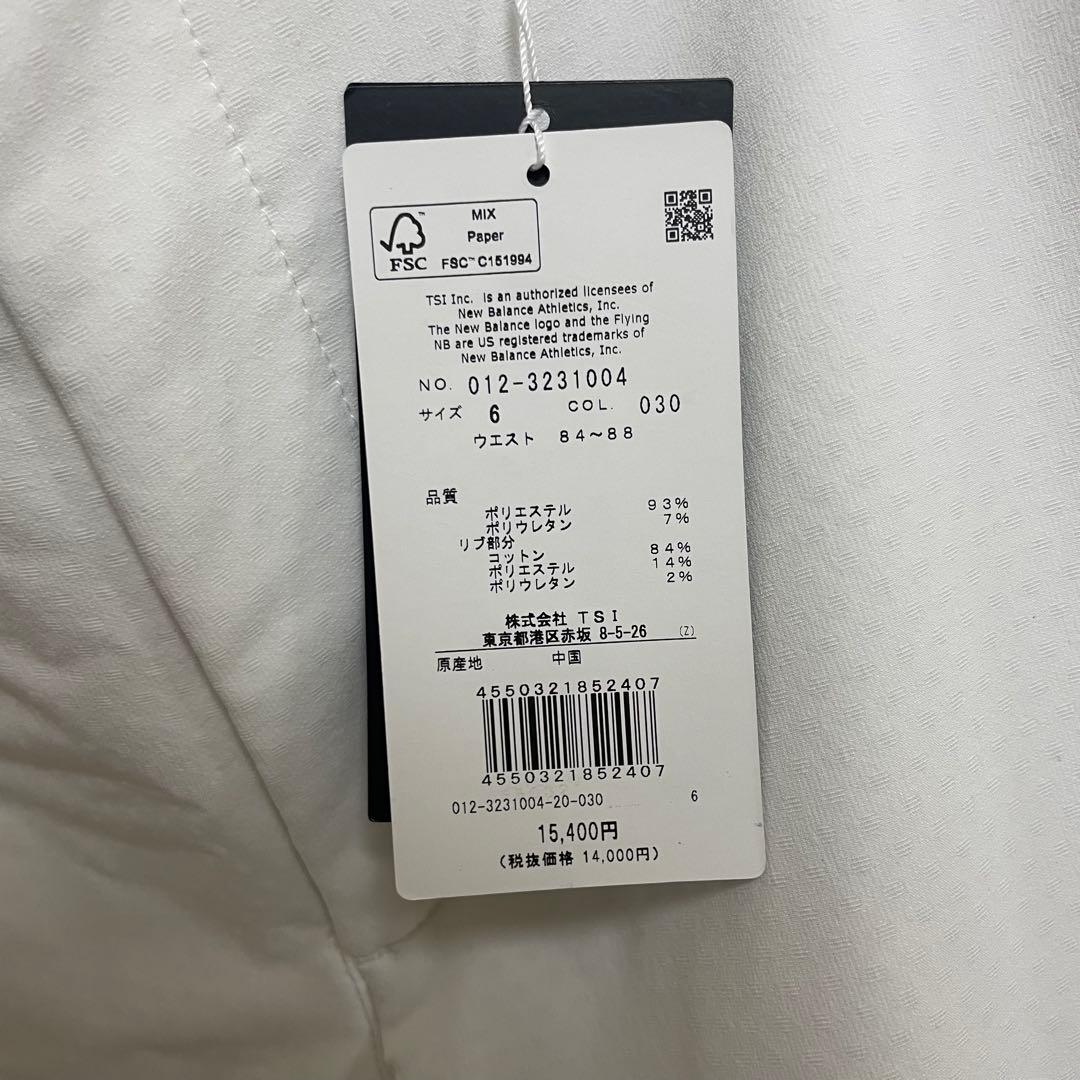 MIX
Paper
FSC™ C151994
FSC
TSI Inc. is an authorized licensees of
New Balance Athletics, Inc.
The New Balance logo and the Flying
NB are US registered trademarks of
New Balance Athletics, Inc.
NO. 012-3231004
サイズ 6 COL. 030
ウエスト 84~88
品質
ポリエステル 93%
ポリウレタン 7%
リブ部分
コットン 84%
ポリエステル 14%
ポリウレタン 2%
株式会社 TSI
東京都港区赤坂 8-5-26 (Z)
原産地 中国
4550321852407
4550321852407
012-3231004-20-030 6
15,400円
(税抜価格 14,000円)